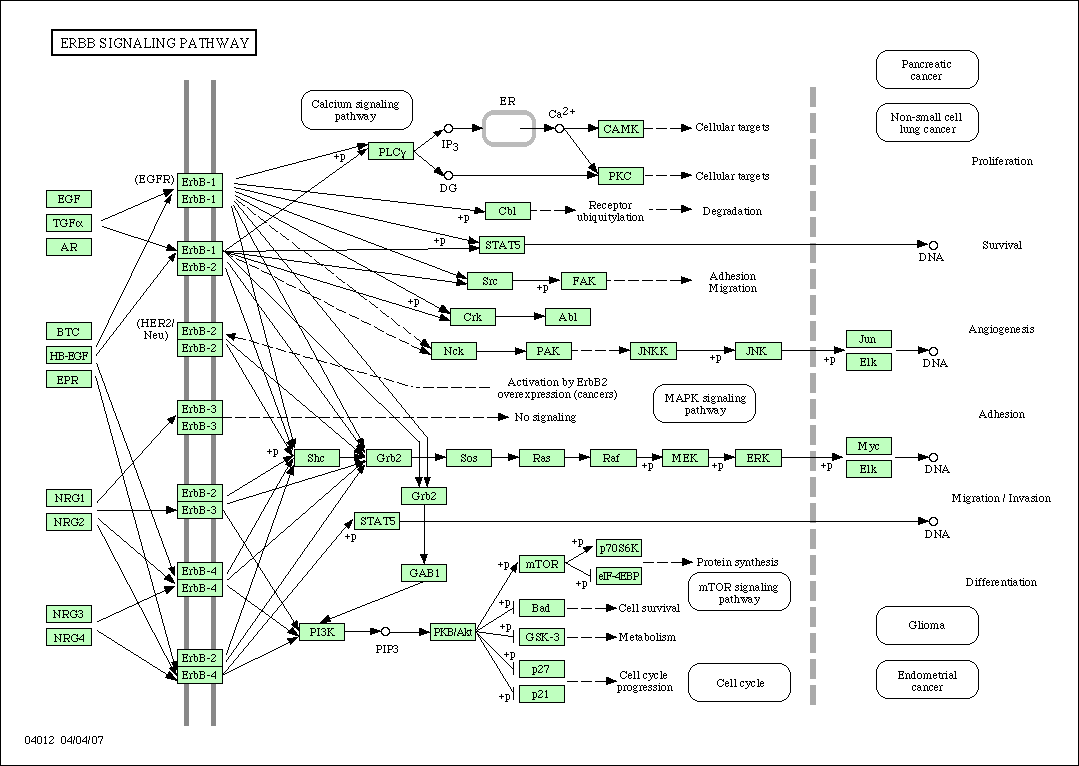 ERBB SIGNALING PATHWAY
Pancreatic
cancer
Non-small cell
lung cancer
Calcium signaling
pathway
ER
Ca2+
IP3
DG
+p
PLCγ
CAMK
Cellular targets
PKC
Cellular targets
Proliferation
(EGFR)
ErbB-1
ErbB-1
EGF
TGFα
AR
ErbB-1
ErbB-2
+p
Cbl
Receptor
ubiquitylation
Degradation
+p
STAT5
DNA
Survival
Src
+p
FAK
Adhesion
Migration
+p
Crk
Abl
BTC
HB-EGF
EPR
(HER2/
Neu)
ErbB-2
ErbB-2
Nck
PAK
JNKK
+p
JNK
+p
Jun
Elk
DNA
Angiogenesis
Activation by ErbB2
overexpression (cancers)
MAPK signaling
pathway
ErbB-3
ErbB-3
No signaling
Adhesion
+p
Shc
Grb2
Sos
Ras
Raf
+p
MEK
+p
ERK
+p
Myc
Elk
DNA
NRG1
NRG2
ErbB-2
ErbB-3
Grb2
Migration / Invasion
STAT5
+p
DNA
ErbB-4
ErbB-4
GAB1
+p
mTOR
+p
p70S6K
+p
eIF-4EBP
Protein synthesis
mTOR signaling
pathway
Differentiation
NRG3
NRG4
PI3K
PIP3
PKB/Akt
+p
Bad
Cell survival
+p
GSK-3
Metabolism
Glioma
ErbB-2
ErbB-4
+p
p27
+p
p21
Cell cycle
progression
Cell cycle
Endometrial
cancer
04012 04/04/07